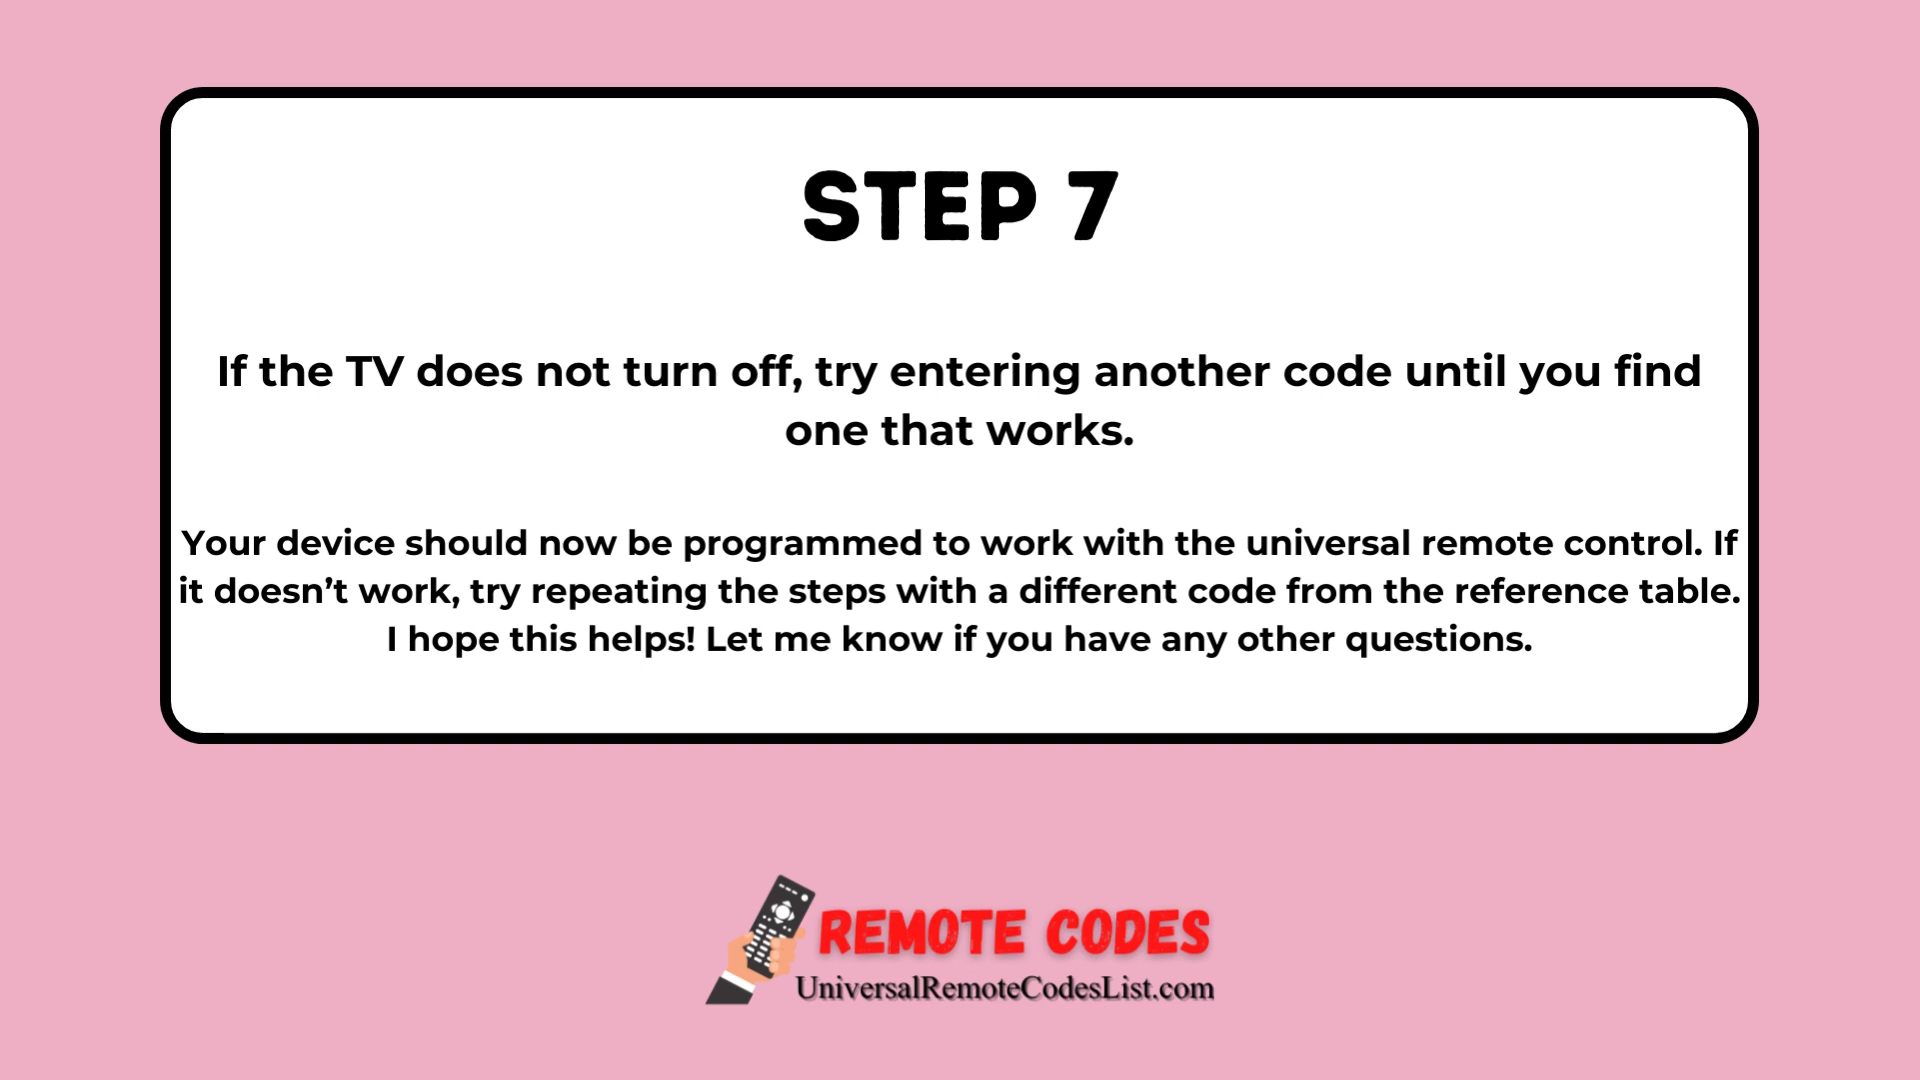 STEP 7
If the TV does not turn off, try entering another code until you find
one that works.
Your device should now be programmed to work with the universal remote control. If
it doesn’t work, try repeating the steps with a different code from the reference table.
I hope this helps! Let me know if you have any other questions.
REMOTE CODES
UniversalRemoteCodesList.com